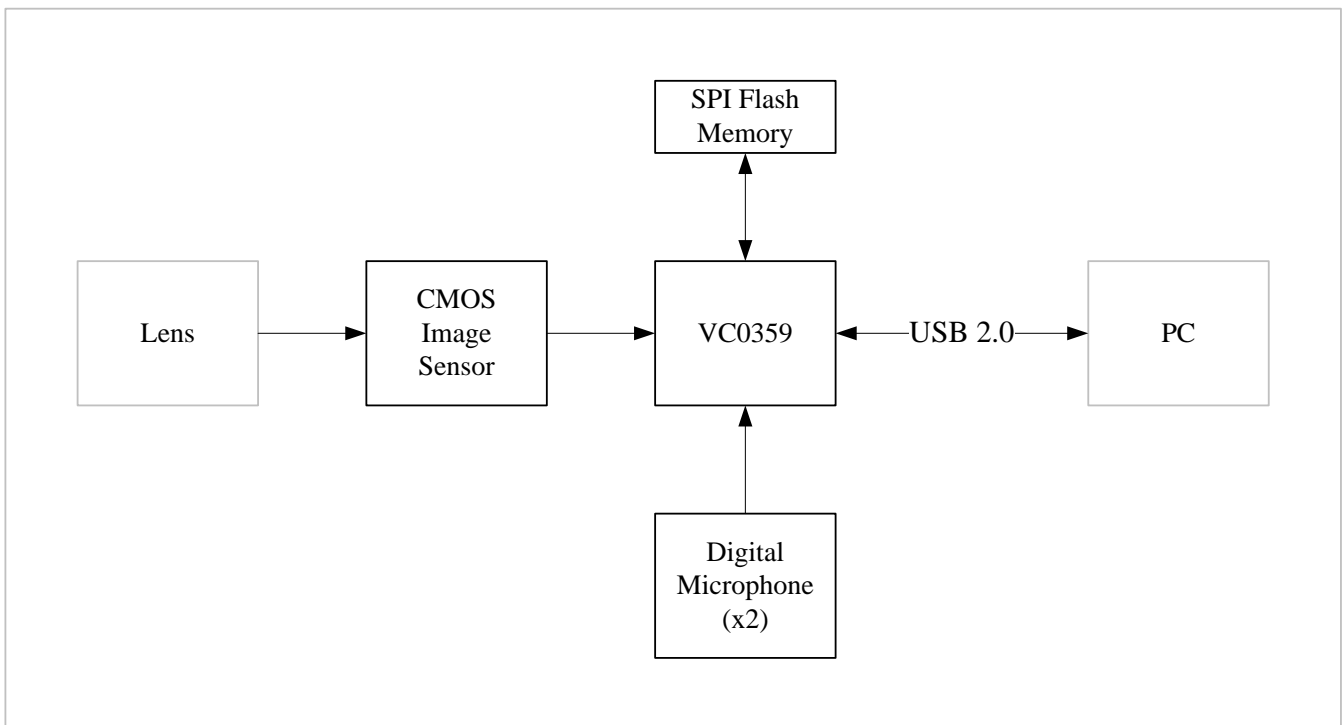 SPI Flash
Memory
Lens
CMOS
Image
Sensor
VC0359
USB 2.0
PC
Digital
Microphone
(x2)